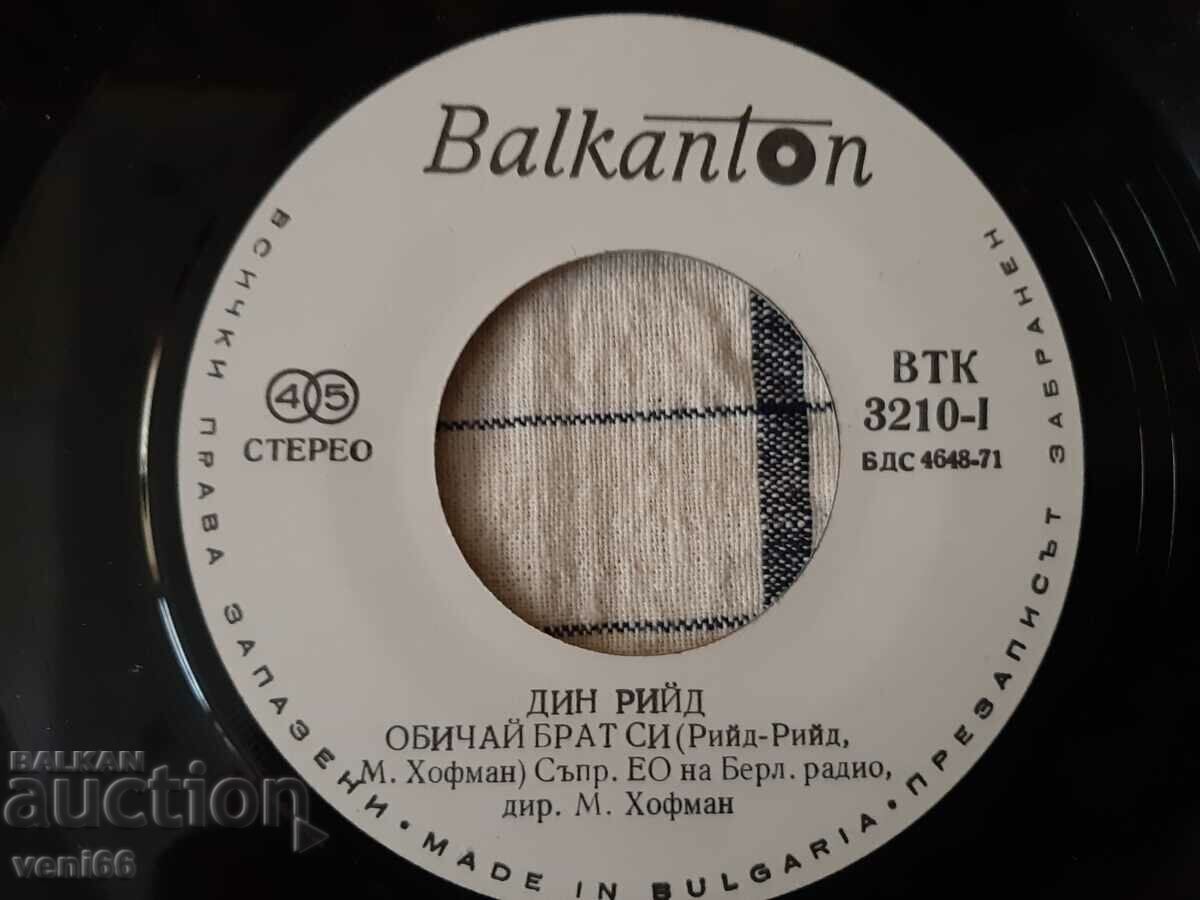 Balkanton
ВСИЧКИ ПРАВА ЗАПАЗЕНИ • MADE IN BULGARIA • ПРЕЗАПИСЪТ ЗАБРАНЕН
45
СТЕРЕО
ВТК
3210-I
БДС 4648-71
ДИН РИЙД
ОБИЧАЙ БРАТ СИ (Рийд-Рийд,
М. Хофман) Съпр. ЕО на Берл. радио,
дир. М. Хофман
BALKAN
auction
veni66